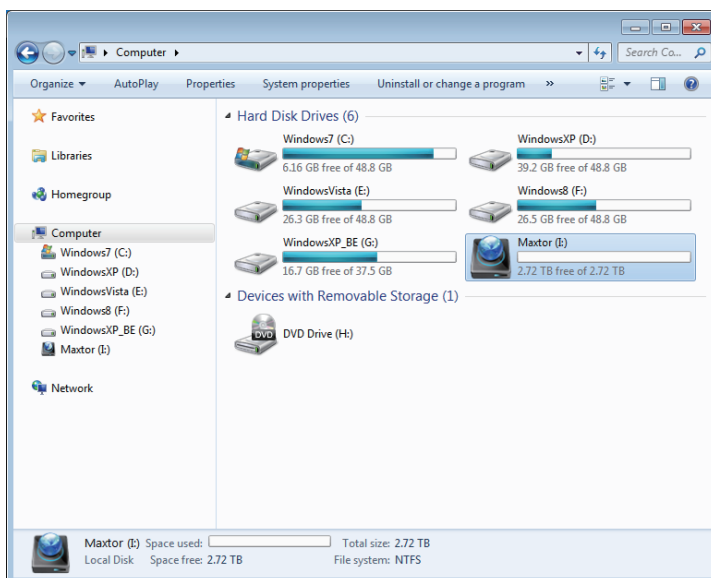 Computer
Search Co...
Organize AutoPlay Properties System properties Uninstall or change a program »
Favorites
Libraries
Homegroup
Computer
Windows7 (C:)
WindowsXP (D:)
WindowsVista (E:)
Windows8 (F:)
WindowsXP_BE (G:)
Maxtor (I:)
Network
Hard Disk Drives (6)
Windows7 (C:)
6.16 GB free of 48.8 GB
WindowsXP (D:)
39.2 GB free of 48.8 GB
WindowsVista (E:)
26.3 GB free of 48.8 GB
Windows8 (F:)
26.5 GB free of 48.8 GB
WindowsXP_BE (G:)
16.7 GB free of 37.5 GB
Maxtor (I:)
2.72 TB free of 2.72 TB
Devices with Removable Storage (1)
DVD
DVD Drive (H:)
Maxtor (I:) Space used: Total size: 2.72 TB
Local Disk Space free: 2.72 TB File system: NTFS